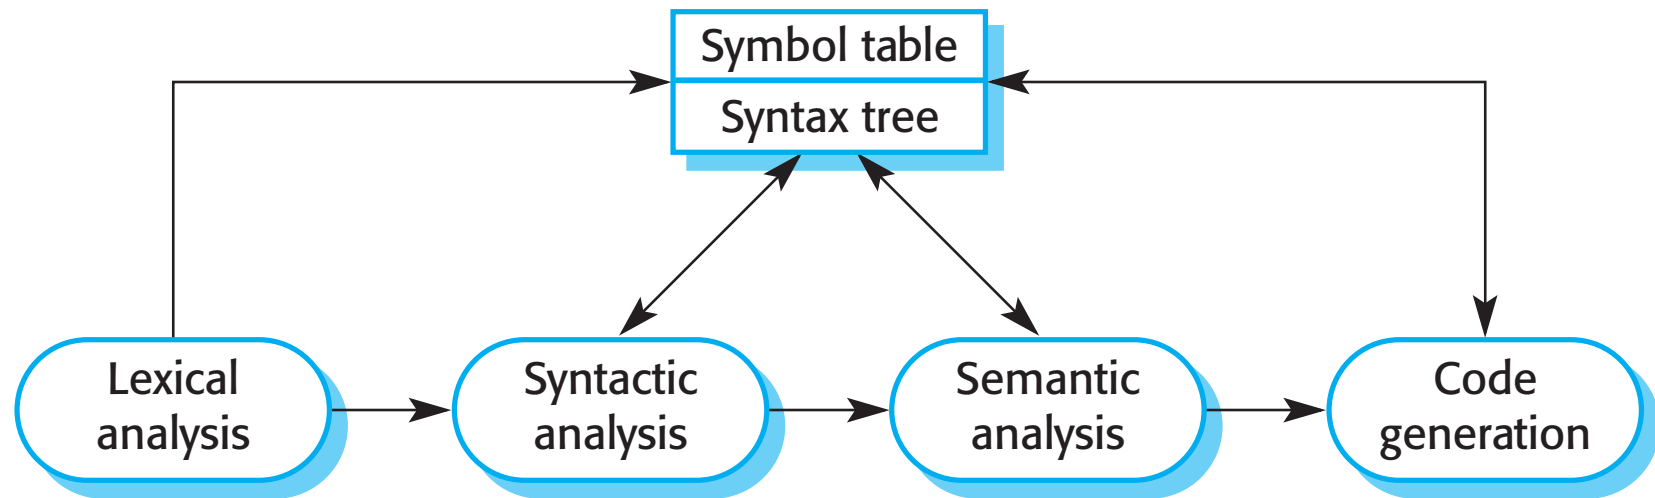 Symbol table
Syntax tree
Lexical
analysis
Syntactic
analysis
Semantic
analysis
Code
generation